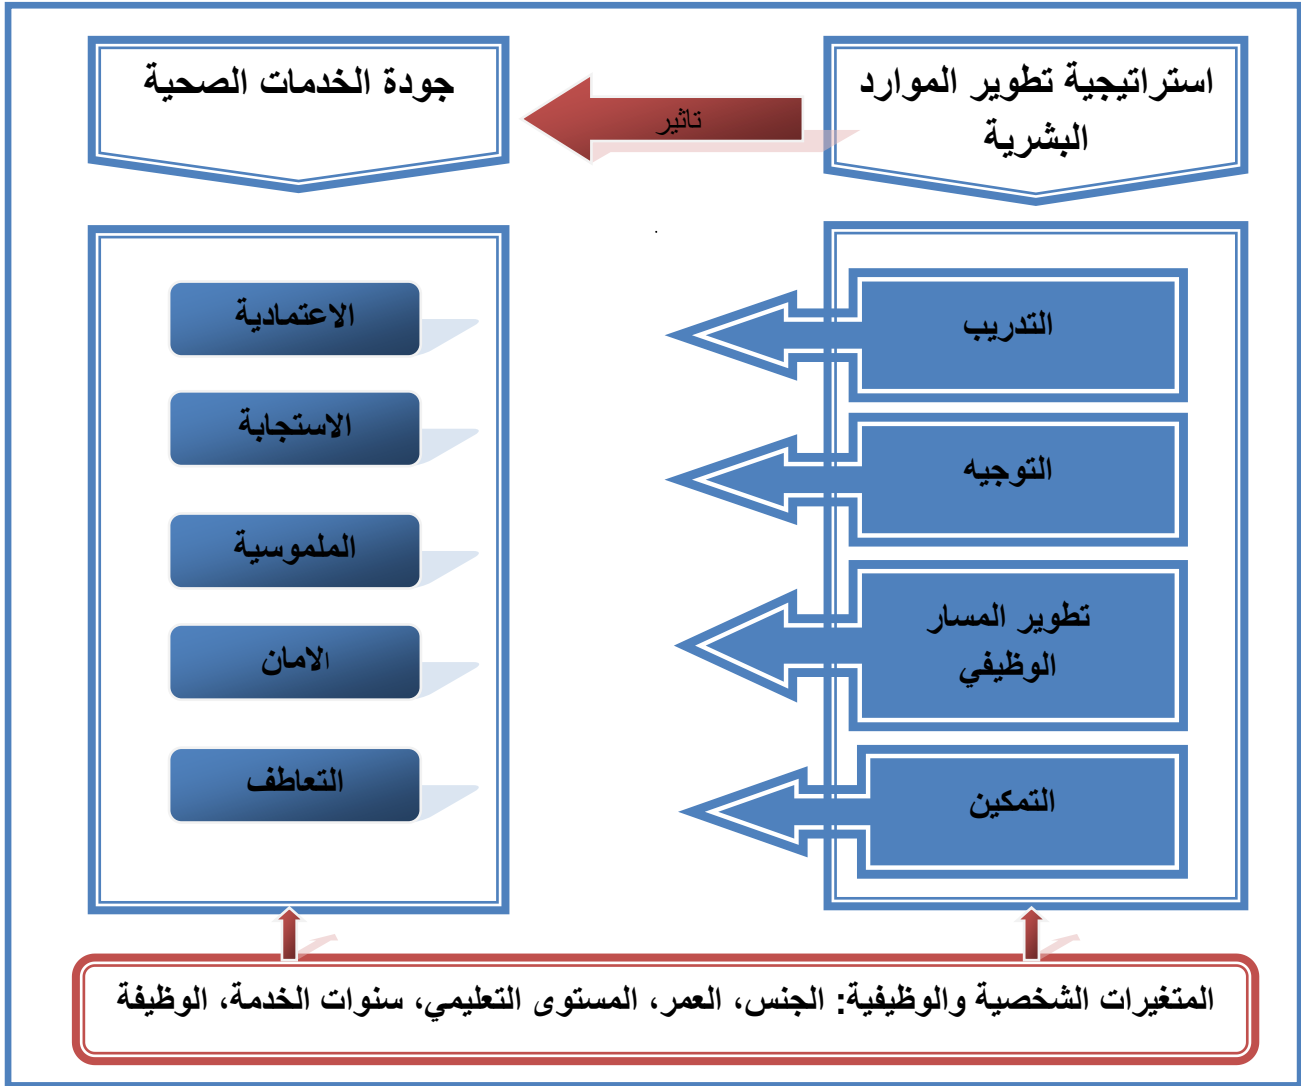 استراتيجية تطوير الموارد
البشرية
تاثير
جودة الخدمات الصحية
التدريب
التوجيه
تطوير المسار
الوظيفي
التمكين
الاعتمادية
الاستجابة
الملموسية
الامان
التعاطف
المتغيرات الشخصية والوظيفية: الجنس، العمر، المستوى التعليمي، سنوات الخدمة، الوظيفة